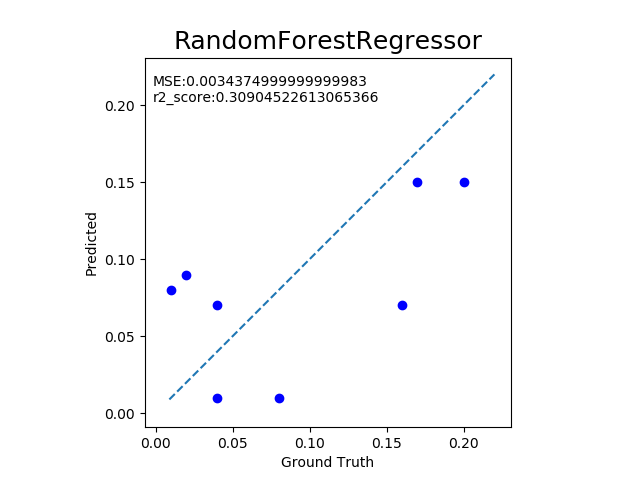 RandomForestRegressor
MSE:0.0034374999999999983
r2_score:0.30904522613065366
0.20
0.15
0.10
0.05
0.00
Predicted
0.00 0.05 0.10 0.15 0.20
Ground Truth